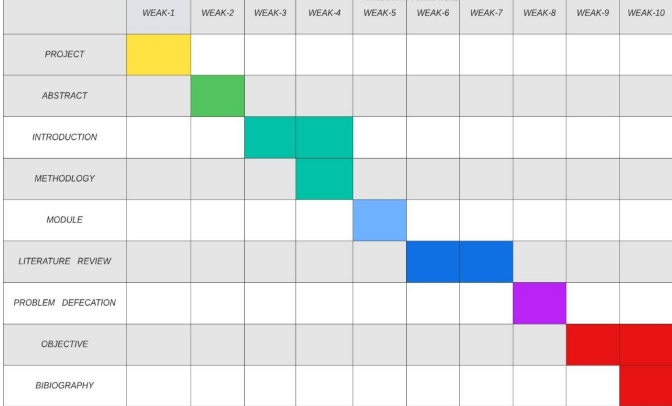 WEAK-1 WEAK-2 WEAK-3 WEAK-4 WEAK-5 WEAK-6 WEAK-7 WEAK-8 WEAK-9 WEAK-10
PROJECT
ABSTRACT
INTRODUCTION
METHODLOGY
MODULE
LITERATURE REVIEW
PROBLEM DEFECATION
OBJECTIVE
BIBIOGRAPHY